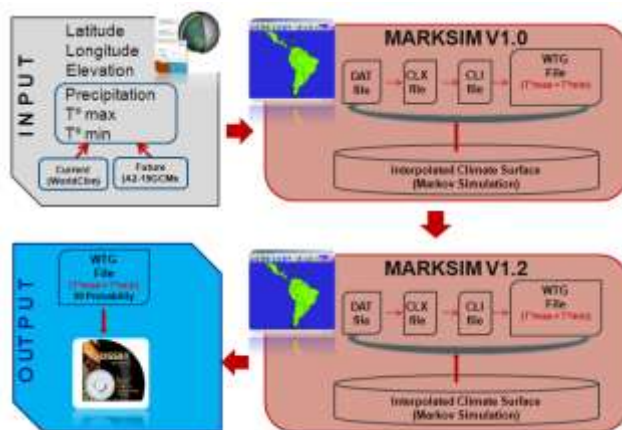 INPUT
Latitude
Longitude
Elevation
Precipitation
T° max
T° min
Current
(WorldClim)
Future
(A2-19GCMs
MARKSIM V1.0
DAT
file
CLX
file
CLI
file
WTG
File
Interpolated Climate Surface
(Markov Simulation)
MARKSIM V1.2
DAT
file
CLX
file
CLI
file
WTG
File
Interpolated Climate Surface
(Markov Simulation)
OUTPUT
WTG
File
99 Probability